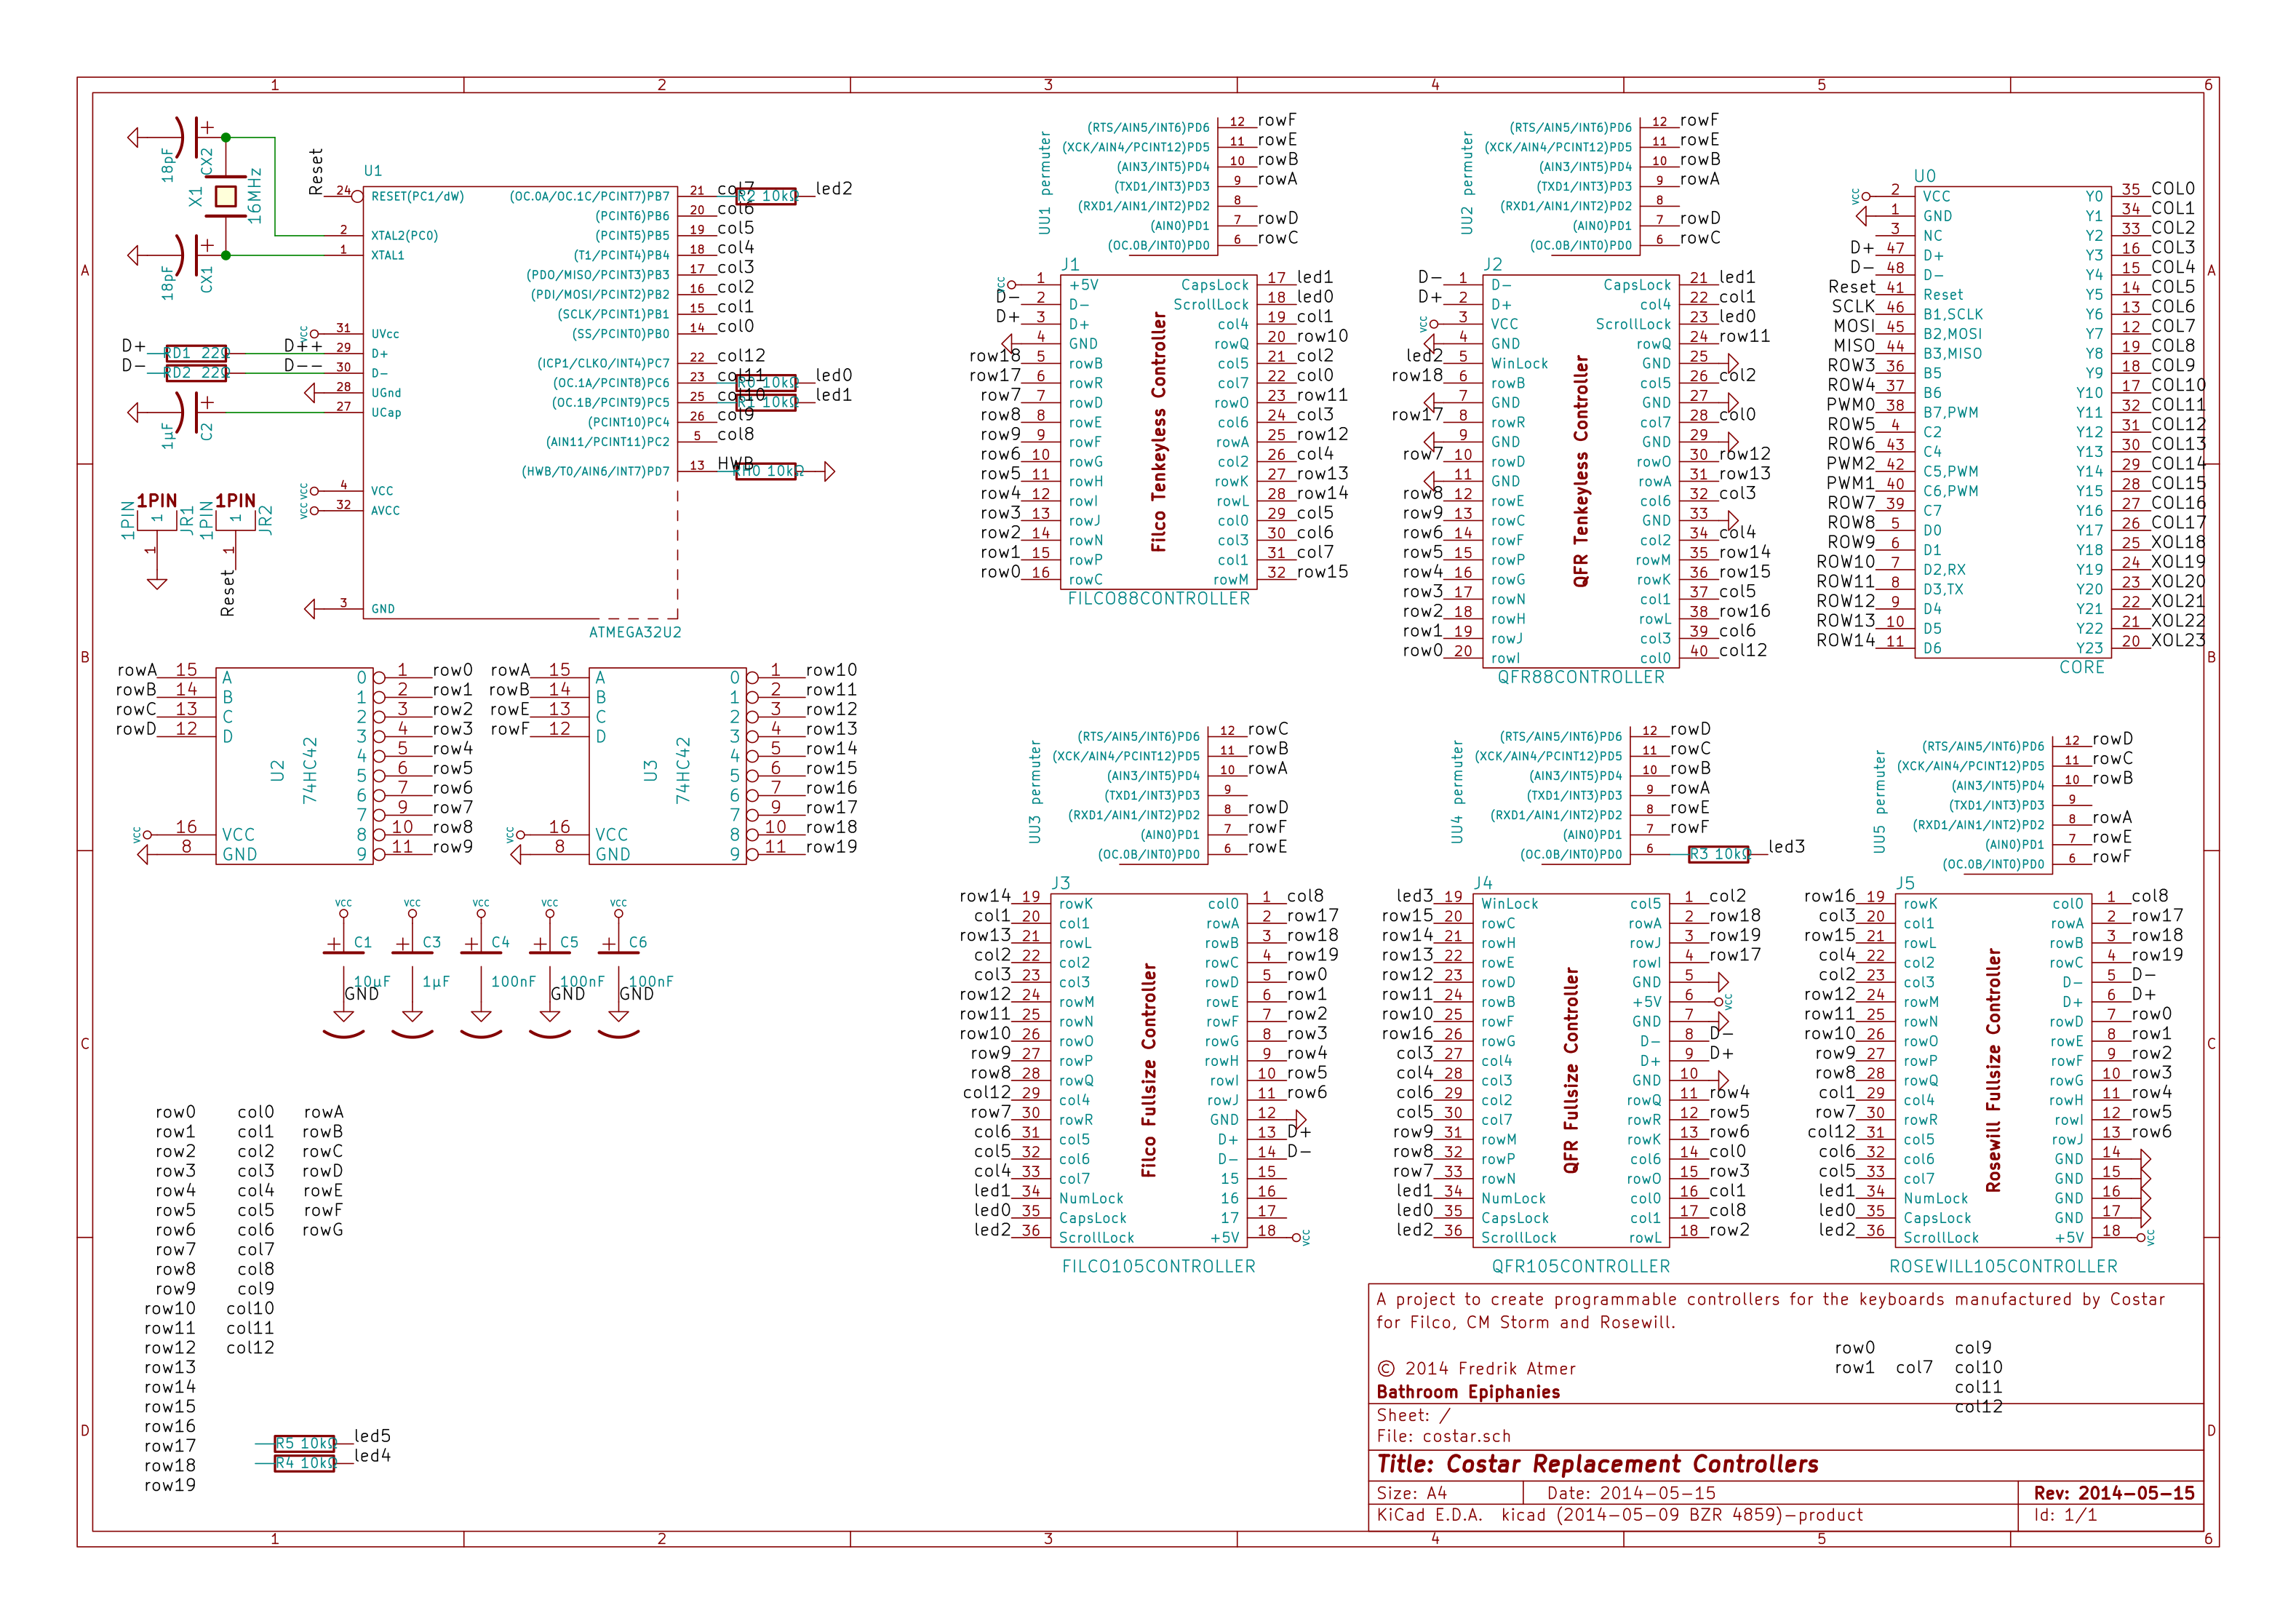 1 2 3 4 5 6
A
B
C
D
18pF
CX2
X1
16MHz
18pF
CX1
Reset
U1
24 RESET(PC1/dW)
2 XTAL2(PC0)
1 XTAL1
VCC 31 UVcc
D+ RD1 22Ω D++ 29 D+
D- RD2 22Ω D-- 30 D-
28 UGnd
27 UCap
1µF
C2
VCC 4 VCC
VCC 32 AVCC
3 GND
(OC.0A/OC.1C/PCINT7)PB7 21 col7 R2 10kΩ led2
(PCINT6)PB6 20 col6
(PCINT5)PB5 19 col5
(T1/PCINT4)PB4 18 col4
(PDO/MISO/PCINT3)PB3 17 col3
(PDI/MOSI/PCINT2)PB2 16 col2
(SCLK/PCINT1)PB1 15 col1
(SS/PCINT0)PB0 14 col0
(ICP1/CLKO/INT4)PC7 22 col12
(OC.1A/PCINT8)PC6 23 col11 R0 10kΩ led0
(OC.1B/PCINT9)PC5 25 col10 R1 10kΩ led1
(PCINT10)PC4 26 col9
(AIN11/PCINT11)PC2 5 col8
(HWB/T0/AIN6/INT7)PD7 13 HWB RH0 10kΩ
ATMEGA32U2
1PIN 1PIN 1 JR1
1
1PIN 1PIN 1 JR2
1
Reset
rowA 15 A 0 1 row0
rowB 14 B 1 2 row1
rowC 13 C 2 3 row2
rowD 12 D 3 4 row3
4 5 row4
5 6 row5
6 7 row6
7 9 row7
VCC 16 VCC 8 10 row8
8 GND 9 11 row9
U2
74HC42
rowA 15 A 0 1 row10
rowB 14 B 1 2 row11
rowE 13 C 2 3 row12
rowF 12 D 3 4 row13
4 5 row14
5 6 row15
6 7 row16
7 9 row17
VCC 16 VCC 8 10 row18
8 GND 9 11 row19
U3
74HC42
VCC VCC VCC VCC VCC
C1 C3 C4 C5 C6
10µF 1µF 100nF 100nF 100nF
GND GND GND
row0 col0 rowA
row1 col1 rowB
row2 col2 rowC
row3 col3 rowD
row4 col4 rowE
row5 col5 rowF
row6 col6 rowG
row7 col7
row8 col8
row9 col9
row10 col10
row11 col11
row12 col12
row13
row14
row15
row16
row17
row18
row19
R5 10kΩ led5
R4 10kΩ led4
UU1 permuter
(RTS/AIN5/INT6)PD6 12 rowF
(XCK/AIN4/PCINT12)PD5 11 rowE
(AIN3/INT5)PD4 10 rowB
(TXD1/INT3)PD3 9 rowA
(RXD1/AIN1/INT2)PD2 8
(AIN0)PD1 7 rowD
(OC.0B/INT0)PD0 6 rowC
J1
VCC 1 +5V CapsLock 17 led1
D- 2 D- ScrollLock 18 led0
D+ 3 D+ col4 19 col1
4 GND rowQ 20 row10
row18 5 rowB col5 21 col2
row17 6 rowR col7 22 col0
row7 7 rowD rowO 23 row11
row8 8 rowE col6 24 col3
row9 9 rowF rowA 25 row12
row6 10 rowG col2 26 col4
row5 11 rowH rowK 27 row13
row4 12 rowI rowL 28 row14
row3 13 rowJ col0 29 col5
row2 14 rowN col3 30 col6
row1 15 rowP col1 31 col7
row0 16 rowC rowM 32 row15
Filco Tenkeyless Controller
FILCO88CONTROLLER
UU2 permuter
(RTS/AIN5/INT6)PD6 12 rowF
(XCK/AIN4/PCINT12)PD5 11 rowE
(AIN3/INT5)PD4 10 rowB
(TXD1/INT3)PD3 9 rowA
(RXD1/AIN1/INT2)PD2 8
(AIN0)PD1 7 rowD
(OC.0B/INT0)PD0 6 rowC
J2
D- 1 D- CapsLock 21 led1
D+ 2 D+ col4 22 col1
VCC 3 VCC ScrollLock 23 led0
4 GND rowQ 24 row11
led2 5 WinLock GND 25
row18 6 rowB col5 26 col2
7 GND GND 27
row17 8 rowR col7 28 col0
9 GND GND 29
row7 10 rowD rowO 30 row12
11 GND rowA 31 row13
row8 12 rowE col6 32 col3
row9 13 rowC GND 33
row6 14 rowF col2 34 col4
row5 15 rowP rowM 35 row14
row4 16 rowG rowK 36 row15
row3 17 rowN col1 37 col5
row2 18 rowH rowL 38 row16
row1 19 rowJ col3 39 col6
row0 20 rowI col0 40 col12
QFR Tenkeyless Controller
QFR88CONTROLLER
U0
VCC 2 VCC Y0 35 COL0
1 GND Y1 34 COL1
3 NC Y2 33 COL2
D+ 47 D+ Y3 16 COL3
D- 48 D- Y4 15 COL4
Reset 41 Reset Y5 14 COL5
SCLK 46 B1,SCLK Y6 13 COL6
MOSI 45 B2,MOSI Y7 12 COL7
MISO 44 B3,MISO Y8 19 COL8
ROW3 36 B5 Y9 18 COL9
ROW4 37 B6 Y10 17 COL10
PWM0 38 B7,PWM Y11 32 COL11
ROW5 4 C2 Y12 31 COL12
ROW6 43 C4 Y13 30 COL13
PWM2 42 C5,PWM Y14 29 COL14
PWM1 40 C6,PWM Y15 28 COL15
ROW7 39 C7 Y16 27 COL16
ROW8 5 D0 Y17 26 COL17
ROW9 6 D1 Y18 25 XOL18
ROW10 7 D2,RX Y19 24 XOL19
ROW11 8 D3,TX Y20 23 XOL20
ROW12 9 D4 Y21 22 XOL21
ROW13 10 D5 Y22 21 XOL22
ROW14 11 D6 Y23 20 XOL23
CORE
UU3 permuter
(RTS/AIN5/INT6)PD6 12 rowC
(XCK/AIN4/PCINT12)PD5 11 rowB
(AIN3/INT5)PD4 10 rowA
(TXD1/INT3)PD3 9
(RXD1/AIN1/INT2)PD2 8 rowD
(AIN0)PD1 7 rowF
(OC.0B/INT0)PD0 6 rowE
J3
row14 19 rowK col0 1 col8
col1 20 col1 rowA 2 row17
row13 21 rowL rowB 3 row18
col2 22 col2 rowC 4 row19
col3 23 col3 rowD 5 row0
row12 24 rowM rowE 6 row1
row11 25 rowN rowF 7 row2
row10 26 rowO rowG 8 row3
row9 27 rowP rowH 9 row4
row8 28 rowQ rowI 10 row5
col12 29 col4 rowJ 11 row6
row7 30 rowR GND 12
col6 31 col5 D+ 13 D+
col5 32 col6 D- 14 D-
col4 33 col7 15 15
led1 34 NumLock 16 16
led0 35 CapsLock 17 17
led2 36 ScrollLock +5V 18 VCC
Filco Fullsize Controller
FILCO105CONTROLLER
UU4 permuter
(RTS/AIN5/INT6)PD6 12 rowD
(XCK/AIN4/PCINT12)PD5 11 rowC
(AIN3/INT5)PD4 10 rowB
(TXD1/INT3)PD3 9 rowA
(RXD1/AIN1/INT2)PD2 8 rowE
(AIN0)PD1 7 rowF
(OC.0B/INT0)PD0 6 R3 10kΩ led3
J4
led3 19 WinLock col5 1 col2
row15 20 rowC rowA 2 row18
row14 21 rowH rowJ 3 row19
row13 22 rowE rowI 4 row17
row12 23 rowD GND 5
row11 24 rowB +5V 6 VCC
row10 25 rowF GND 7
row16 26 rowG D- 8 D-
col3 27 col4 D+ 9 D+
col4 28 col3 GND 10
col6 29 col2 rowQ 11 row4
col5 30 col7 rowR 12 row5
row9 31 rowM rowK 13 row6
row8 32 rowP col6 14 col0
row7 33 rowN rowO 15 row3
led1 34 NumLock col0 16 col1
led0 35 CapsLock col1 17 col8
led2 36 ScrollLock rowL 18 row2
QFR Fullsize Controller
QFR105CONTROLLER
UU5 permuter
(RTS/AIN5/INT6)PD6 12 rowD
(XCK/AIN4/PCINT12)PD5 11 rowC
(AIN3/INT5)PD4 10 rowB
(TXD1/INT3)PD3 9
(RXD1/AIN1/INT2)PD2 8 rowA
(AIN0)PD1 7 rowE
(OC.0B/INT0)PD0 6 rowF
J5
row16 19 rowK col0 1 col8
col3 20 col1 rowA 2 row17
row15 21 rowL rowB 3 row18
col4 22 col2 rowC 4 row19
col2 23 col3 D- 5 D-
row12 24 rowM D+ 6 D+
row11 25 rowN rowD 7 row0
row10 26 rowO rowE 8 row1
row9 27 rowP rowF 9 row2
row8 28 rowQ rowG 10 row3
col1 29 col4 rowH 11 row4
row7 30 rowR rowI 12 row5
col12 31 col5 rowJ 13 row6
col6 32 col6 GND 14
col5 33 col7 GND 15
led1 34 NumLock GND 16
led0 35 CapsLock GND 17
led2 36 ScrollLock +5V 18 VCC
Rosewill Fullsize Controller
ROSEWILL105CONTROLLER
A project to create programmable controllers for the keyboards manufactured by Costar
for Filco, CM Storm and Rosewill.
row0 col9
© 2014 Fredrik Atmer row1 col7 col10
Bathroom Epiphanies col11
col12
Sheet: /
File: costar.sch
Title: Costar Replacement Controllers
Size: A4 Date: 2014-05-15 Rev: 2014-05-15
KiCad E.D.A. kicad (2014-05-09 BZR 4859)-product Id: 1/1
1 2 3 4 5 6
A
B
C
D